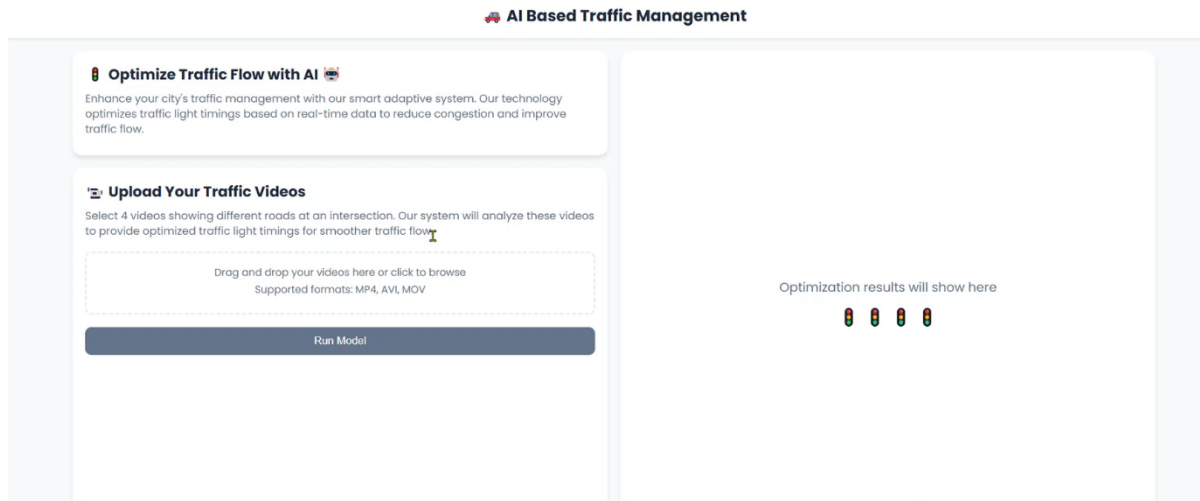 AI Based Traffic Management
Optimize Traffic Flow with AI
Enhance your city's traffic management with our smart adaptive system. Our technology
optimizes traffic light timings based on real-time data to reduce congestion and improve
traffic flow.
Upload Your Traffic Videos
Select 4 videos showing different roads at an intersection. Our system will analyze these videos
to provide optimized traffic light timings for smoother traffic flow.
Drag and drop your videos here or click to browse
Supported formats: MP4, AVI, MOV
Run Model
Optimization results will show here